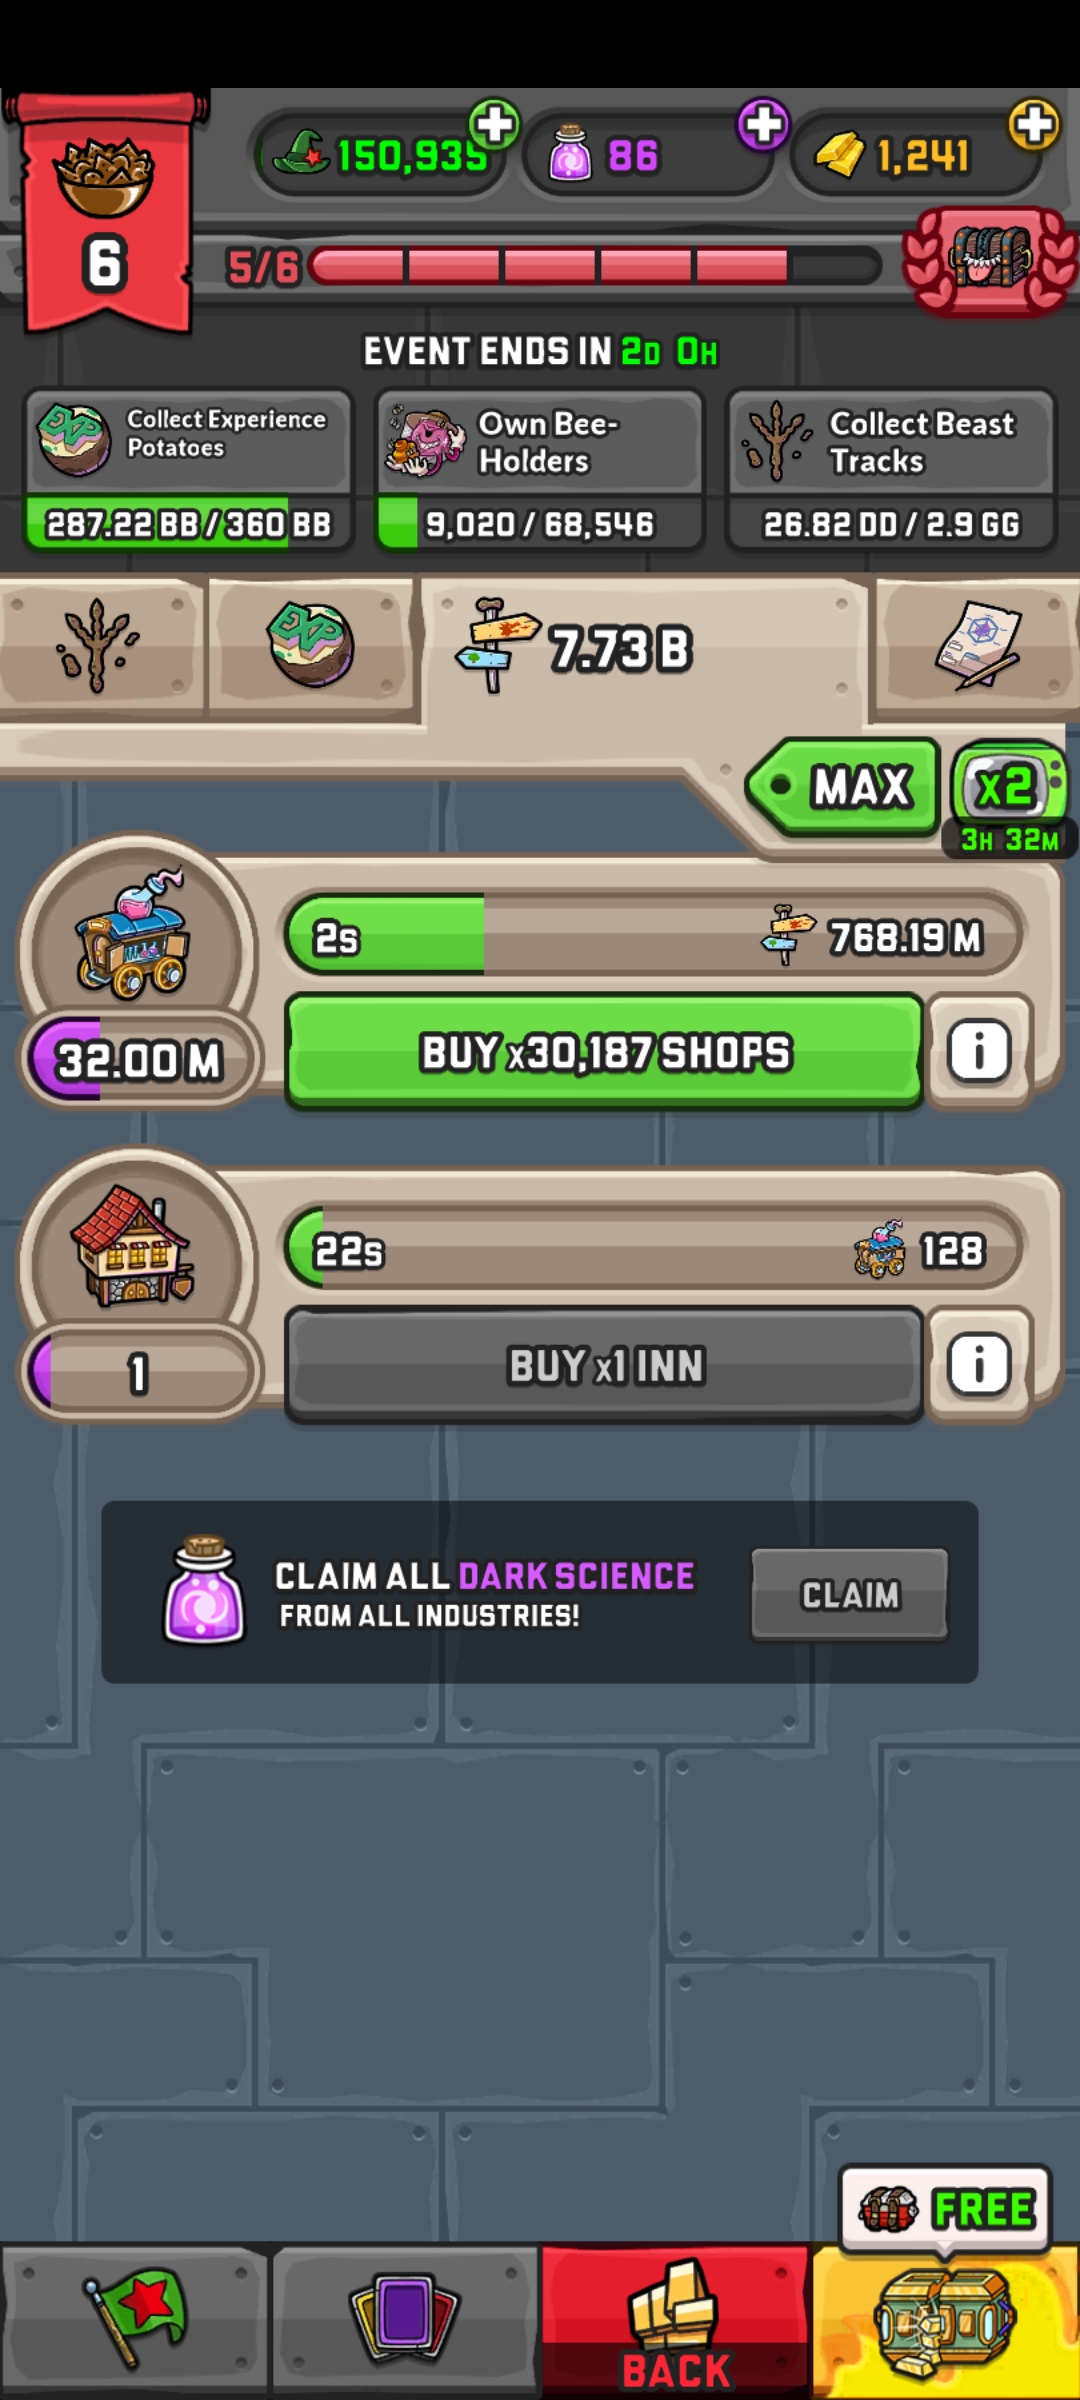 150,935
86
1,241
6
5/6
EVENT ENDS IN 2D 0H
Collect Experience
Potatoes
287.22 BB / 360 BB
Own Bee-
Holders
9,020 / 68,546
Collect Beast
Tracks
26.82 DD / 2.9 GG
EXP
7.73 B
MAX
x2
3H 32M
2s
768.19 M
32.00 M
BUY x30,187 SHOPS
i
22s
128
1
BUY x1 INN
i
CLAIM ALL DARK SCIENCE
FROM ALL INDUSTRIES!
CLAIM
FREE
BACK